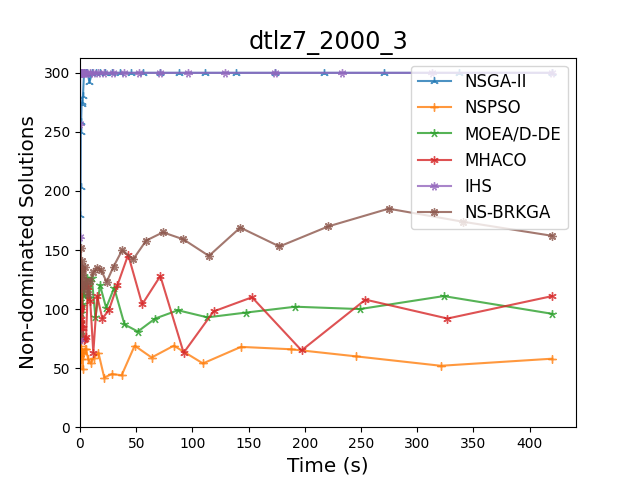 dtlz7_2000_3
Non-dominated Solutions
300
250
200
150
100
50
0
0 50 100 150 200 250 300 350 400
Time (s)
NSGA-II
NSPSO
MOEA/D-DE
MHACO
IHS
NS-BRKGA